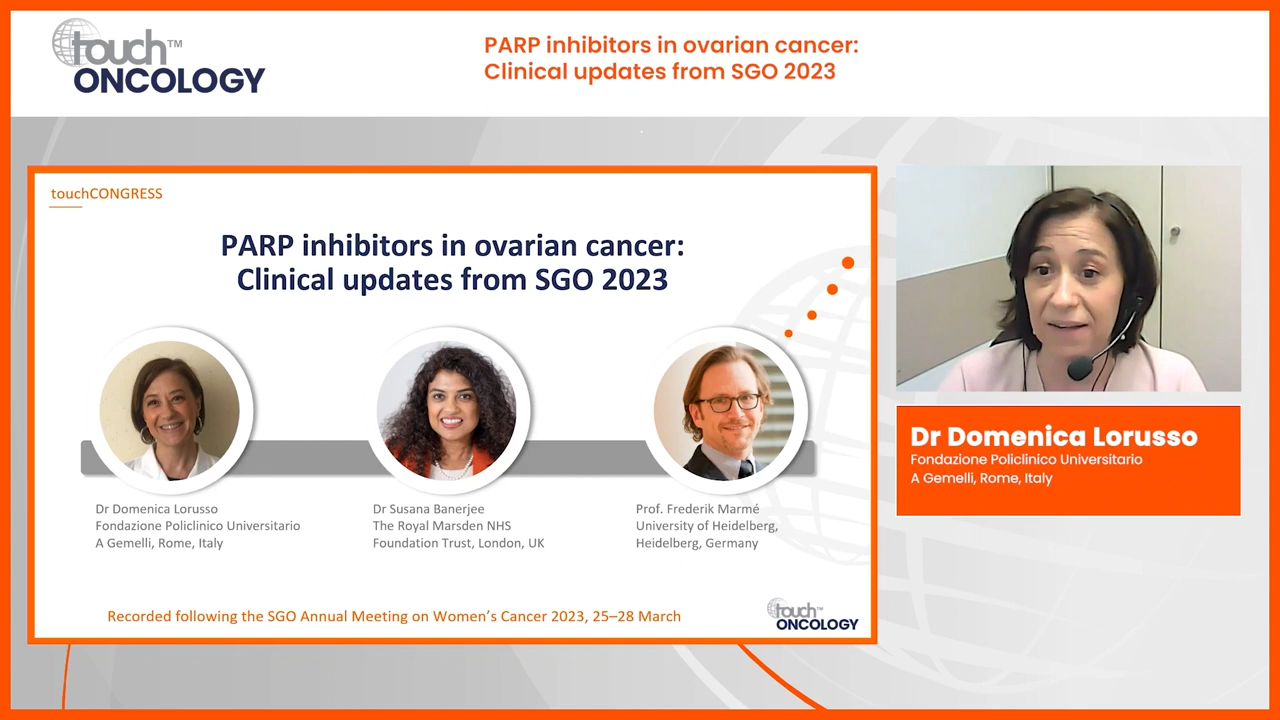 touch™
ONCOLOGY
PARP inhibitors in ovarian cancer:
Clinical updates from SGO 2023
touchCONGRESS
PARP inhibitors in ovarian cancer:
Clinical updates from SGO 2023
Dr Domenica Lorusso
Fondazione Policlinico Universitario
A Gemelli, Rome, Italy
Dr Susana Banerjee
The Royal Marsden NHS
Foundation Trust, London, UK
Prof. Frederik Marmé
University of Heidelberg,
Heidelberg, Germany
Recorded following the SGO Annual Meeting on Women’s Cancer 2023, 25–28 March
touch™
ONCOLOGY
Dr Domenica Lorusso
Fondazione Policlinico Universitario
A Gemelli, Rome, Italy